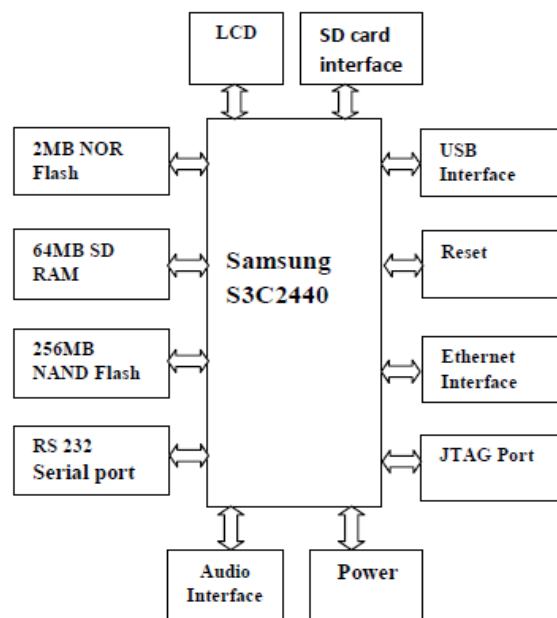 LCD
SD card
interface
2MB NOR
Flash
USB
Interface
64MB SD
RAM
Samsung
S3C2440
Reset
256MB
NAND Flash
Ethernet
Interface
RS 232
Serial port
JTAG Port
Audio
Interface
Power